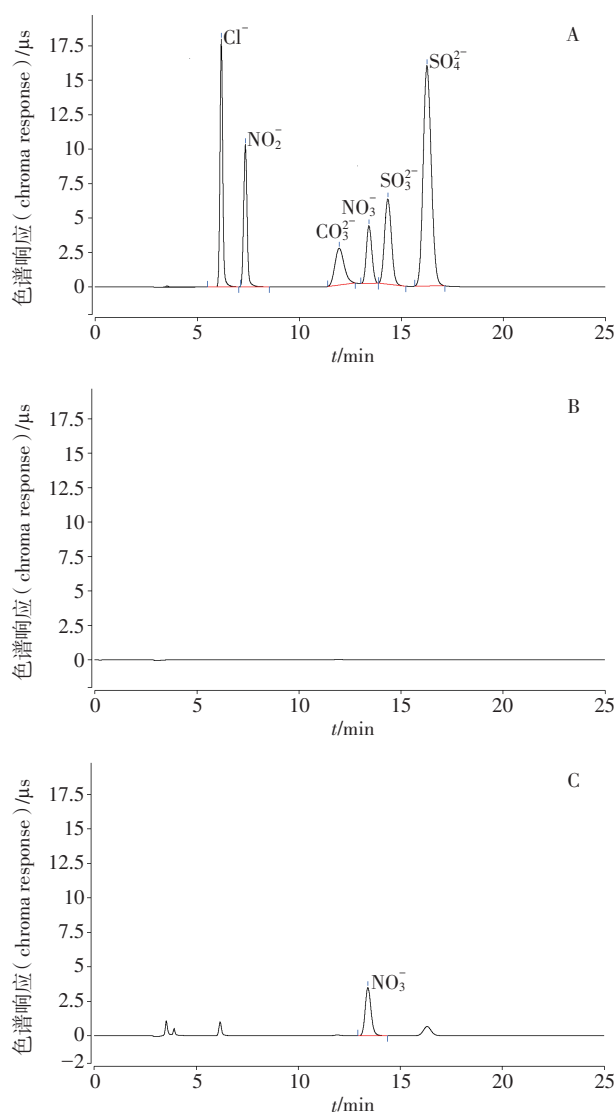 A
色谱响应（chroma response）/μs
17.5
15
12.5
10
7.5
5
2.5
0
Cl⁻
NO₂⁻
CO₃²⁻
NO₃⁻
SO₃²⁻
SO₄²⁻
0 5 10 15 20 25
t/min
B
色谱响应（chroma response）/μs
17.5
15
12.5
10
7.5
5
2.5
0
0 5 10 15 20 25
t/min
C
色谱响应（chroma response）/μs
17.5
15
12.5
10
7.5
5
2.5
0
−2
NO₃⁻
0 5 10 15 20 25
t/min